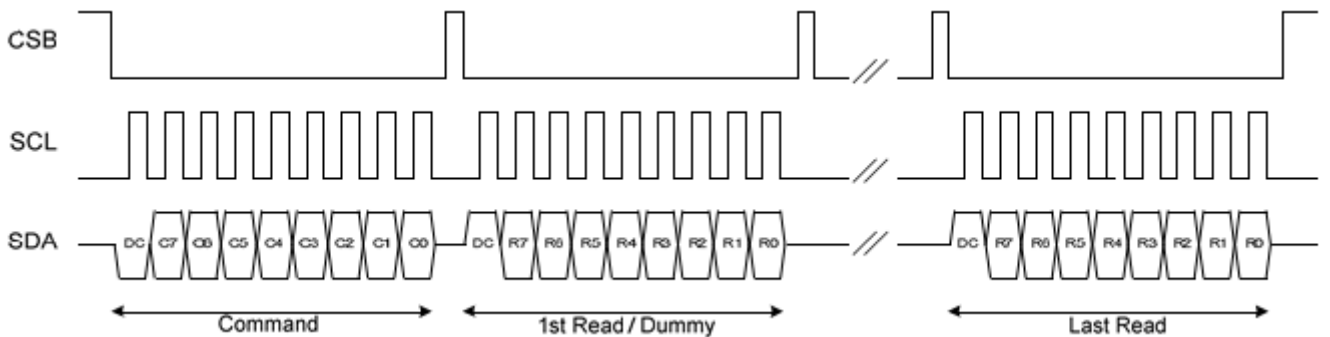 CSB
SCL
SDA
DC C7 C6 C5 C4 C3 C2 C1 C0 DC R7 R6 R5 R4 R3 R2 R1 R0 DC R7 R6 R5 R4 R3 R2 R1 R0
Command 1st Read / Dummy Last Read